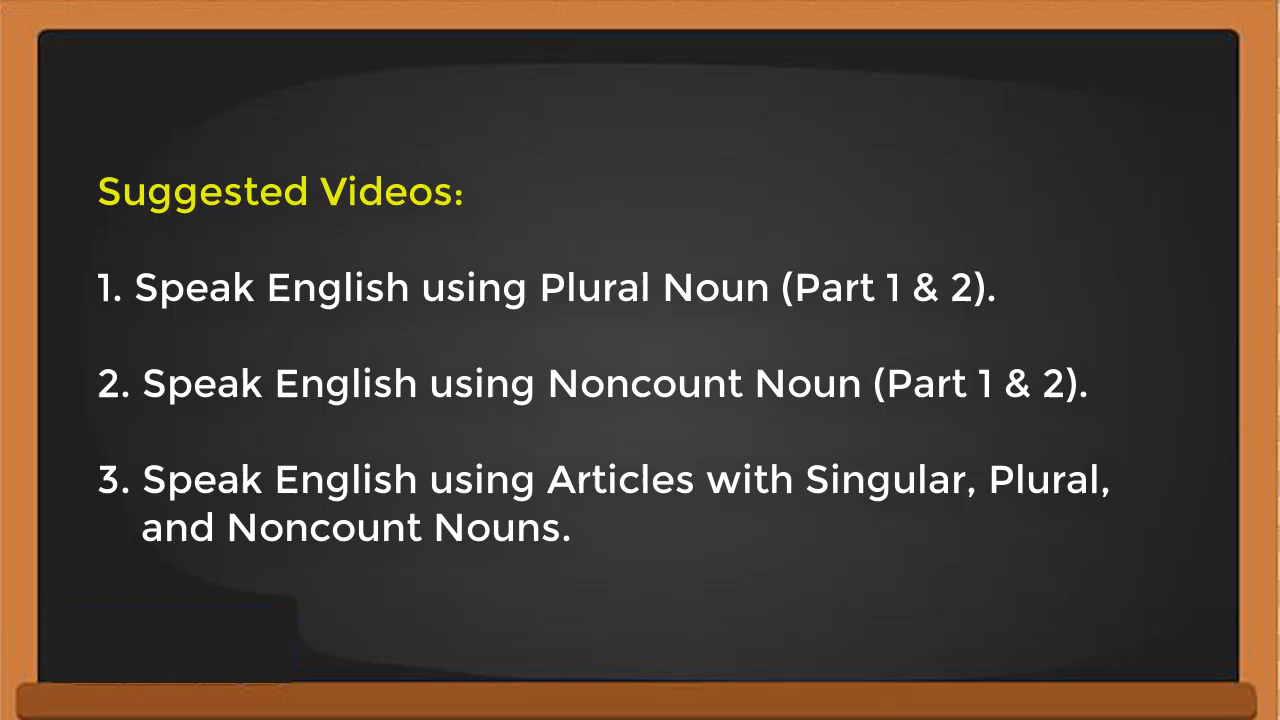 Suggested Videos:
1. Speak English using Plural Noun (Part 1 & 2).
2. Speak English using Noncount Noun (Part 1 & 2).
3. Speak English using Articles with Singular, Plural,
and Noncount Nouns.